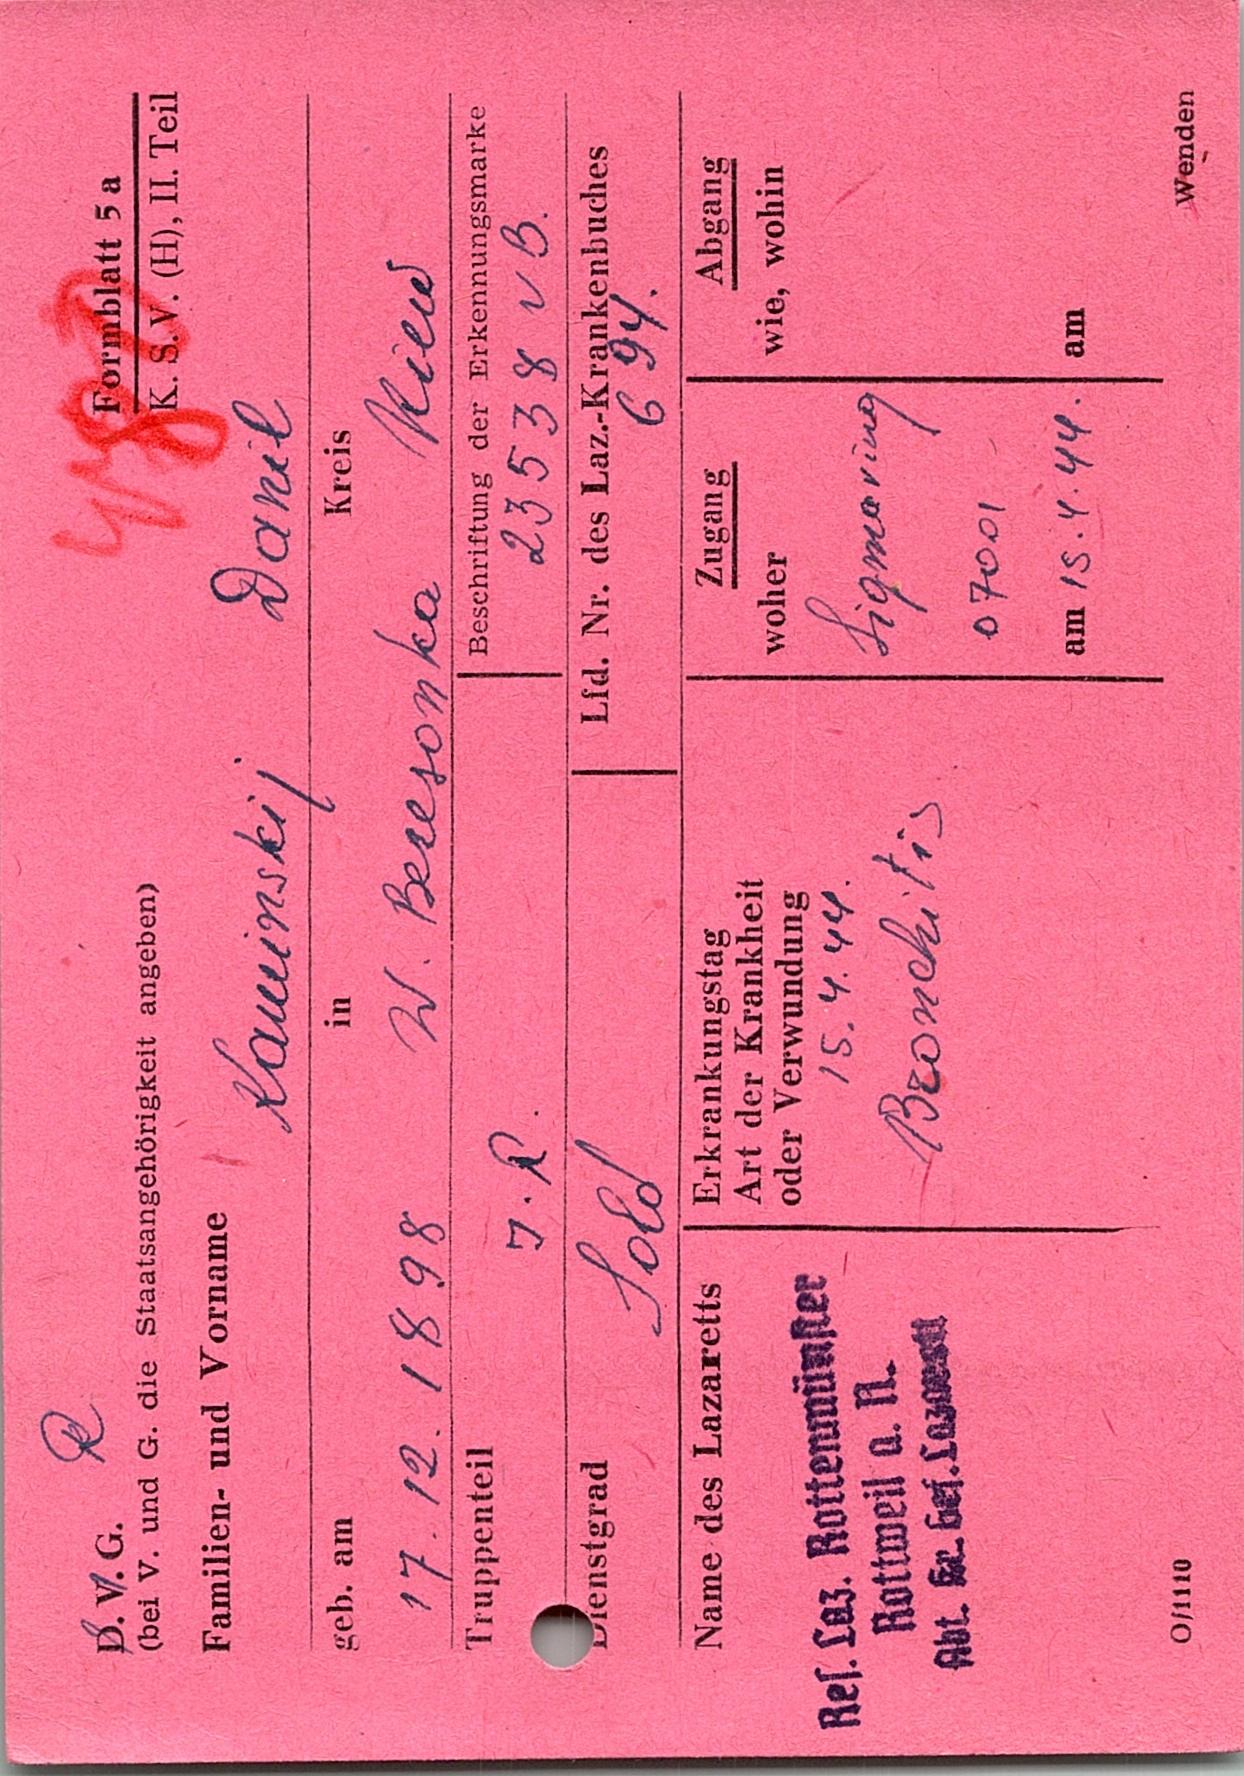 D. V. G. R
Formblatt 5 a
(bei V. und G. die Staatsangehörigkeit angeben)
K. S.V. (H), II. Teil
Familien- und Vorname Kaminskij Danil
geb. am in Kreis
17. 12. 1898 W. Beresonka Kiew
Truppenteil Beschriftung der Erkennungsmarke
J. R. 23538 VB.
Dienstgrad Sold Lfd. Nr. des Laz.-Krankenbuches
694.
Name des Lazaretts
Res. Laz. Rottenmünster
Rottweil a. N.
Abt. Kr. Gef. Lazarett
Erkrankungstag
Art der Krankheit
oder Verwundung
15. 4. 44.
Bronchitis
Zugang
woher
Sigmaring
07001
am 15. 4. 44.
Abgang
wie, wohin
am
O/1110
Wenden